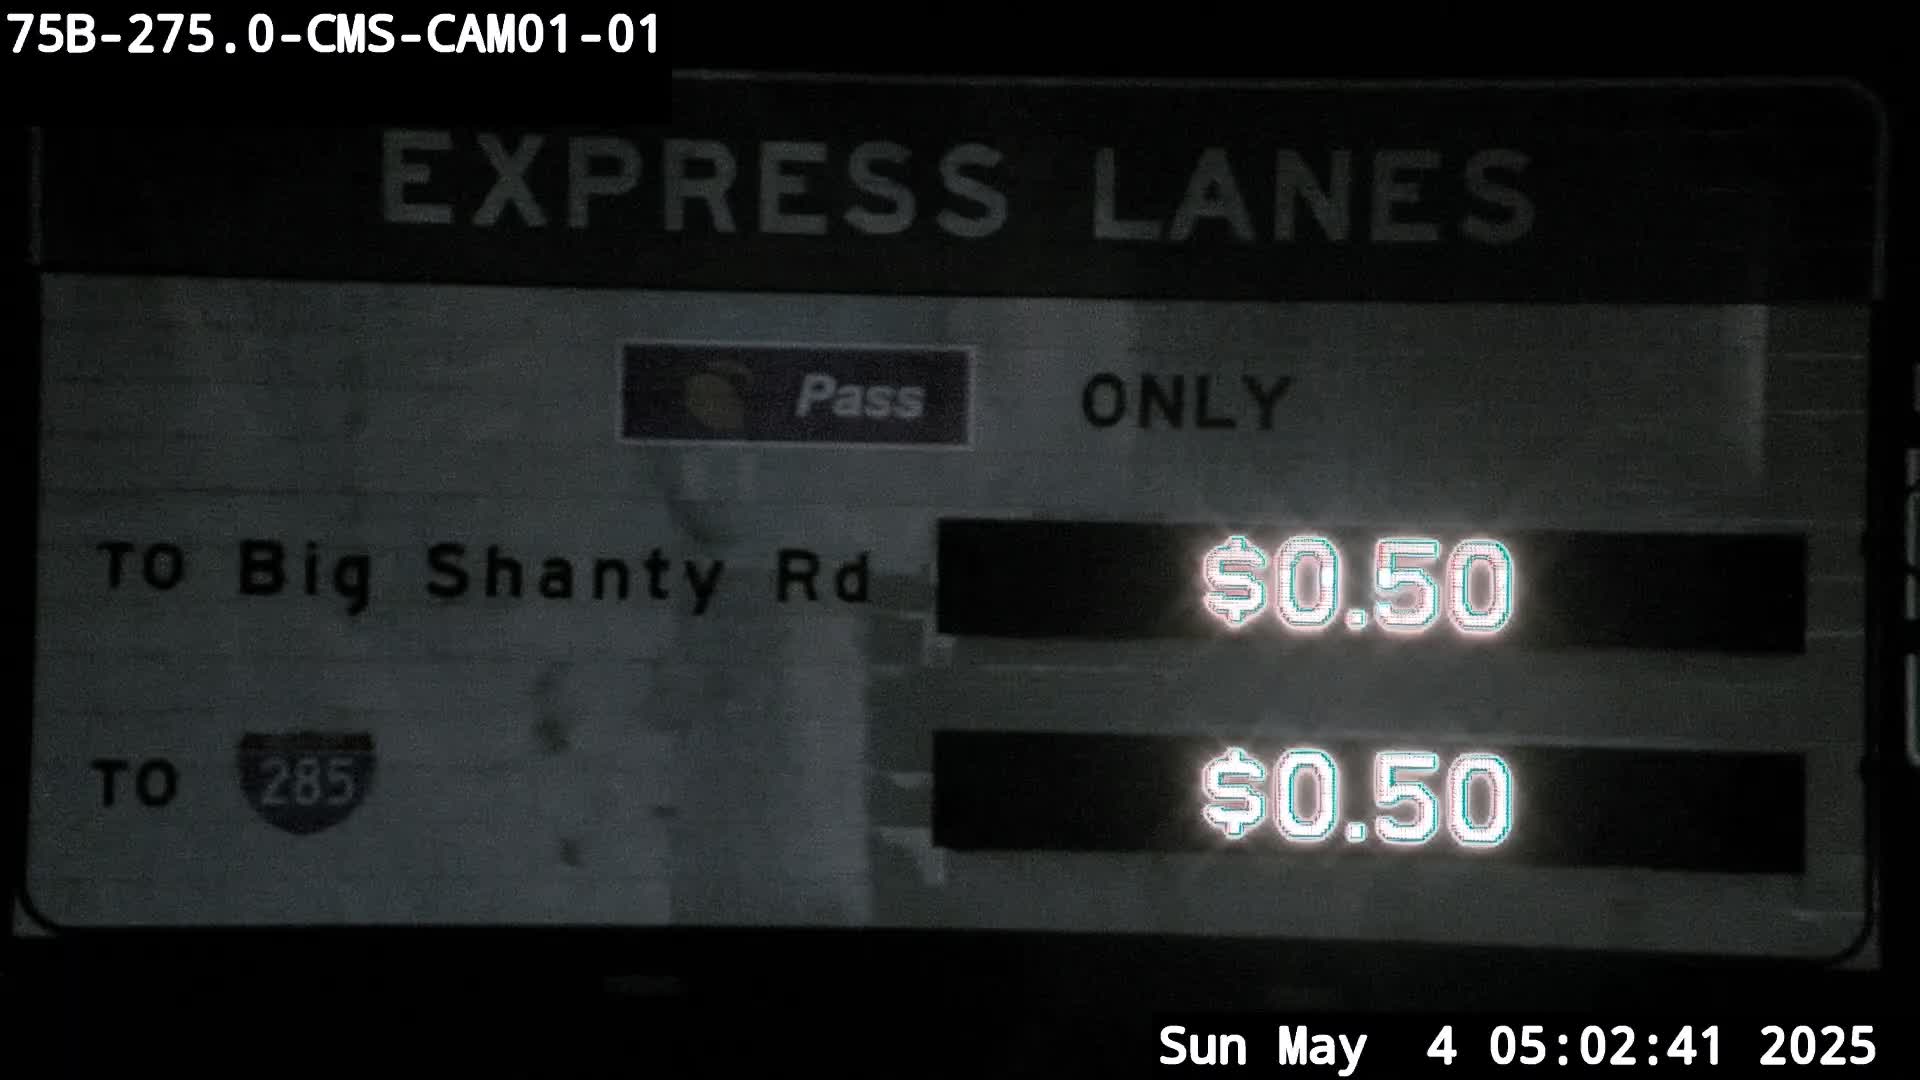 75B-275.0-CMS-CAM01-01
EXPRESS LANES
Pass ONLY
TO Big Shanty Rd $0.50
TO 285 $0.50
Sun May 4 05:02:41 2025